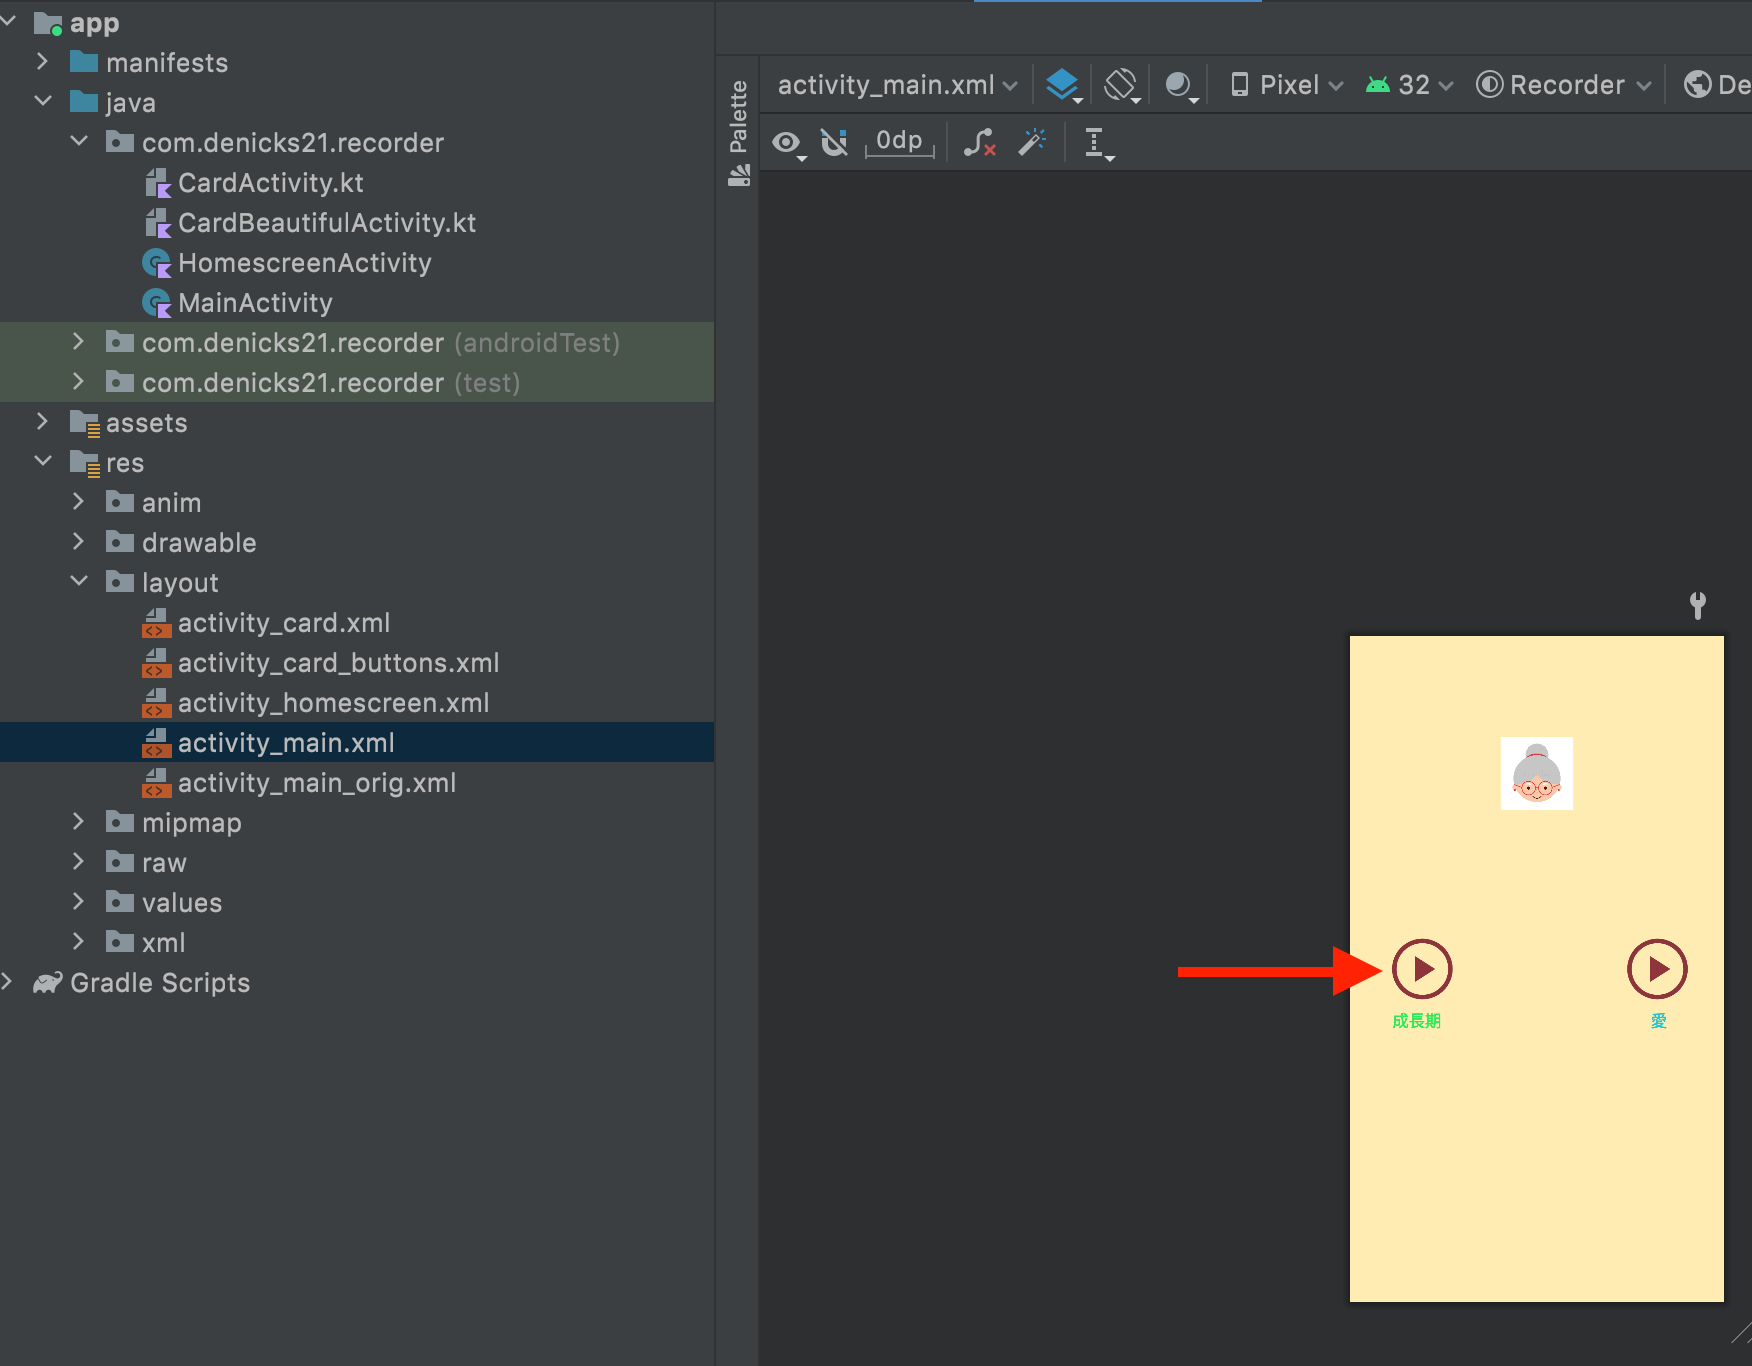 app
manifests
java
com.denicks21.recorder
CardActivity.kt
CardBeautifulActivity.kt
HomescreenActivity
MainActivity
com.denicks21.recorder (androidTest)
com.denicks21.recorder (test)
assets
res
anim
drawable
layout
activity_card.xml
activity_card_buttons.xml
activity_homescreen.xml
activity_main.xml
activity_main_orig.xml
mipmap
raw
values
xml
Gradle Scripts
Palette
activity_main.xml
Pixel
32
Recorder
De
0dp
成長期
愛